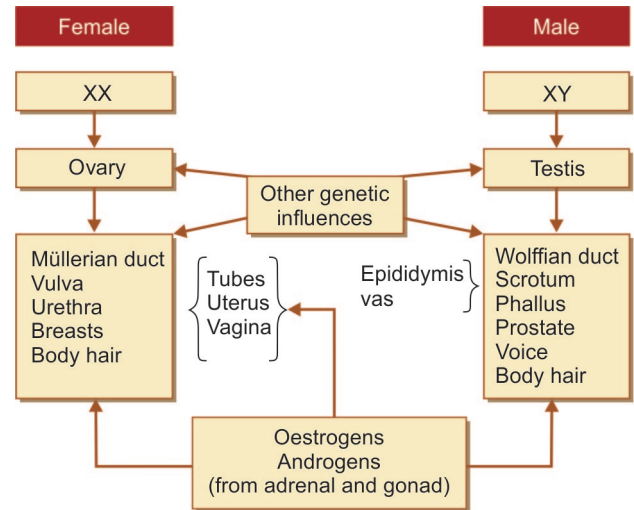 Female
Male
XX
XY
Ovary
Testis
Other genetic
influences
Müllerian duct
Vulva
Urethra
Breasts
Body hair
Tubes
Uterus
Vagina
Epididymis
vas
Wolffian duct
Scrotum
Phallus
Prostate
Voice
Body hair
Oestrogens
Androgens
(from adrenal and gonad)